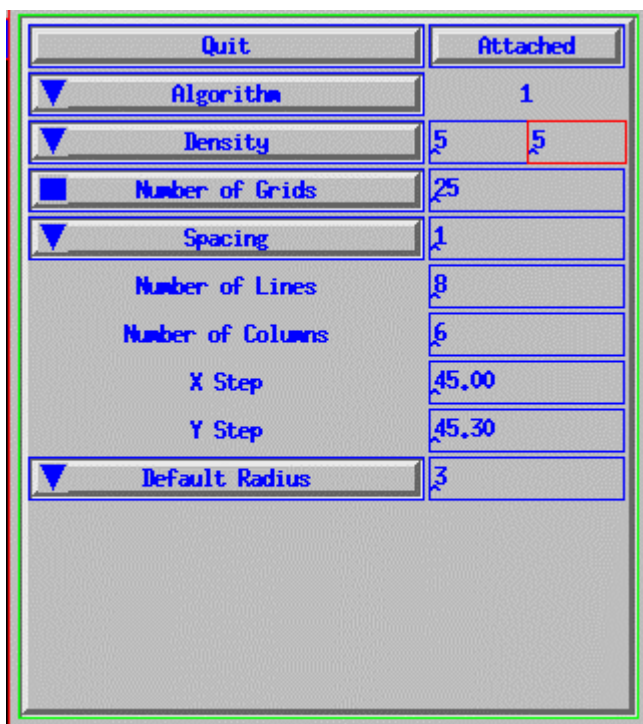 Quit Attached
Algorithm 1
Density 5 5
Number of Grids 25
Spacing 1
Number of Lines 8
Number of Columns 6
X Step 45.00
Y Step 45.30
Default Radius 3